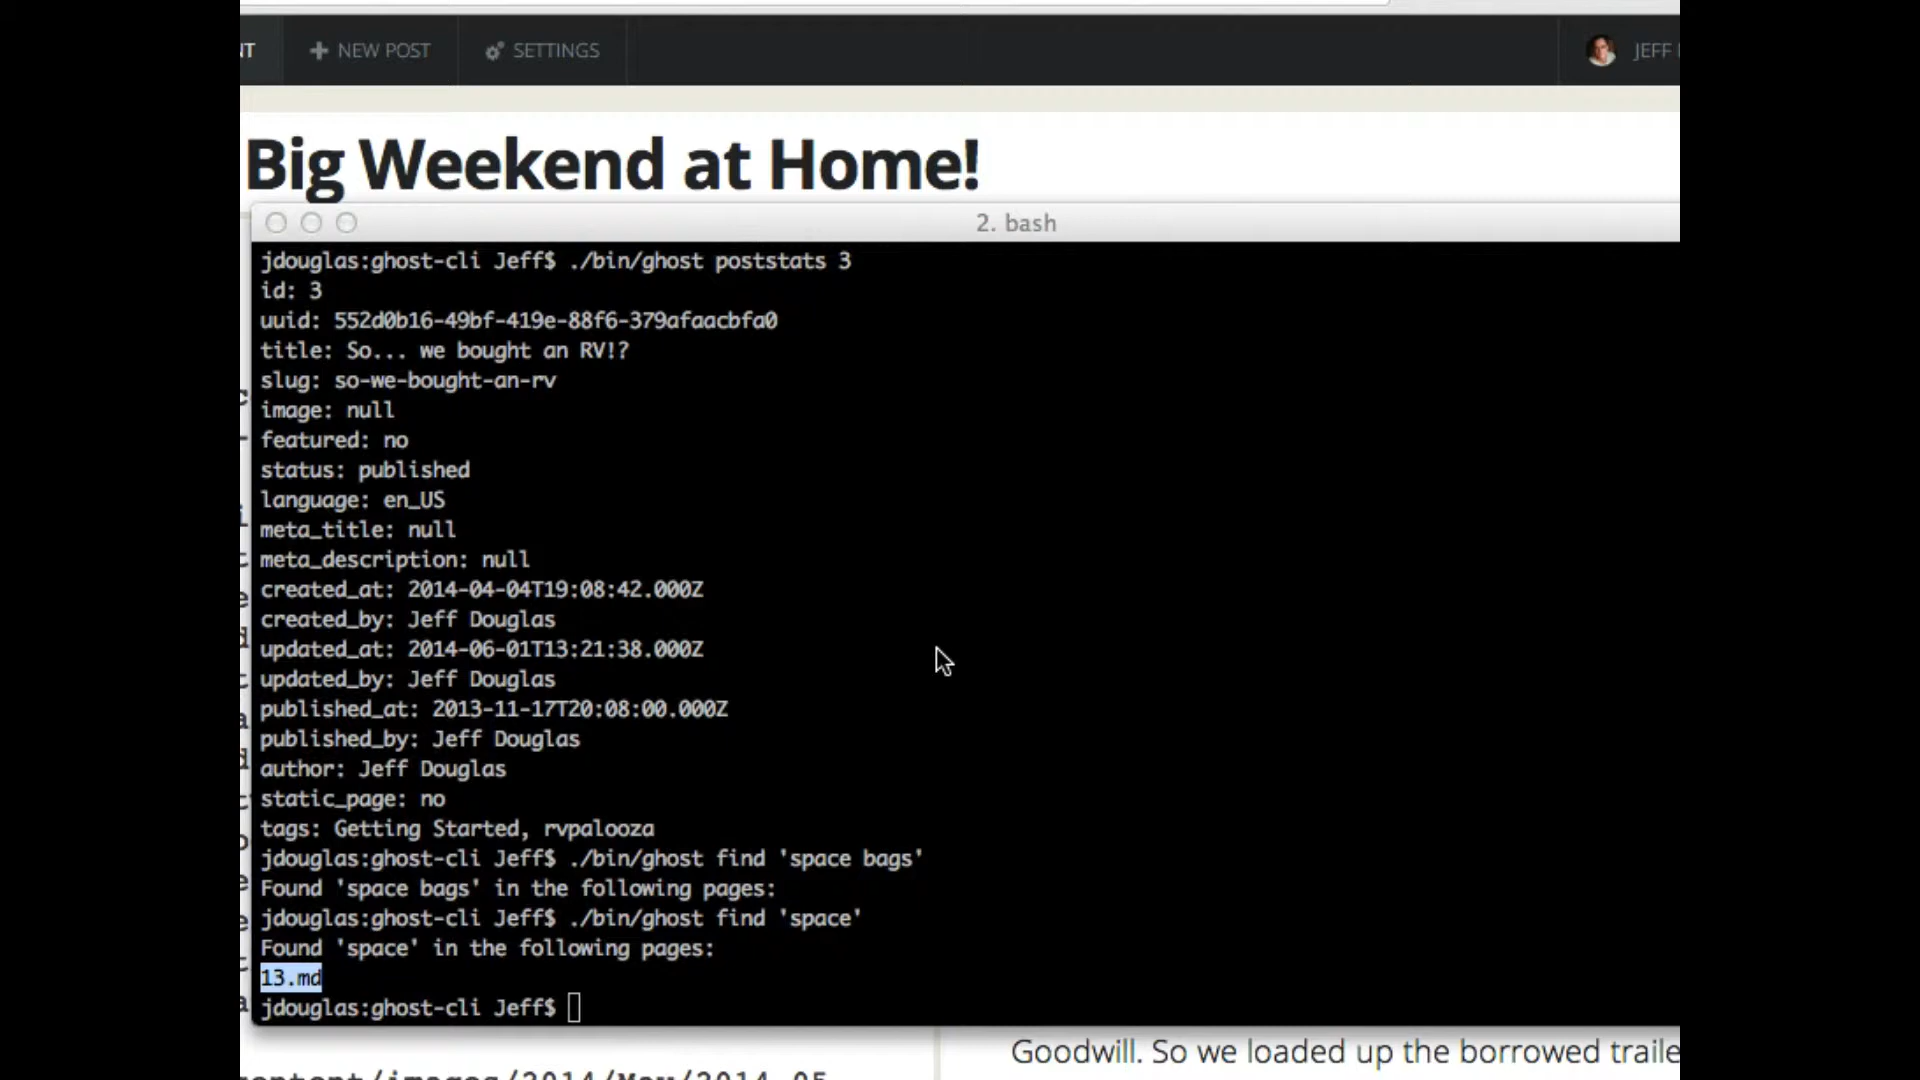 NEW POST SETTINGS JEFF
Big Weekend at Home!
2. bash
jdouglas:ghost-cli Jeff$ ./bin/ghost poststats 3
id: 3
uuid: 552d0b16-49bf-419e-88f6-379afaacbfa0
title: So... we bought an RV!?
slug: so-we-bought-an-rv
image: null
featured: no
status: published
language: en_US
meta_title: null
meta_description: null
created_at: 2014-04-04T19:08:42.000Z
created_by: Jeff Douglas
updated_at: 2014-06-01T13:21:38.000Z
updated_by: Jeff Douglas
published_at: 2013-11-17T20:08:00.000Z
published_by: Jeff Douglas
author: Jeff Douglas
static_page: no
tags: Getting Started, rvpalooza
jdouglas:ghost-cli Jeff$ ./bin/ghost find 'space bags'
Found 'space bags' in the following pages:
jdouglas:ghost-cli Jeff$ ./bin/ghost find 'space'
Found 'space' in the following pages:
13.md
jdouglas:ghost-cli Jeff$
Goodwill. So we loaded up the borrowed traile
content/images/2014/May/2014-05